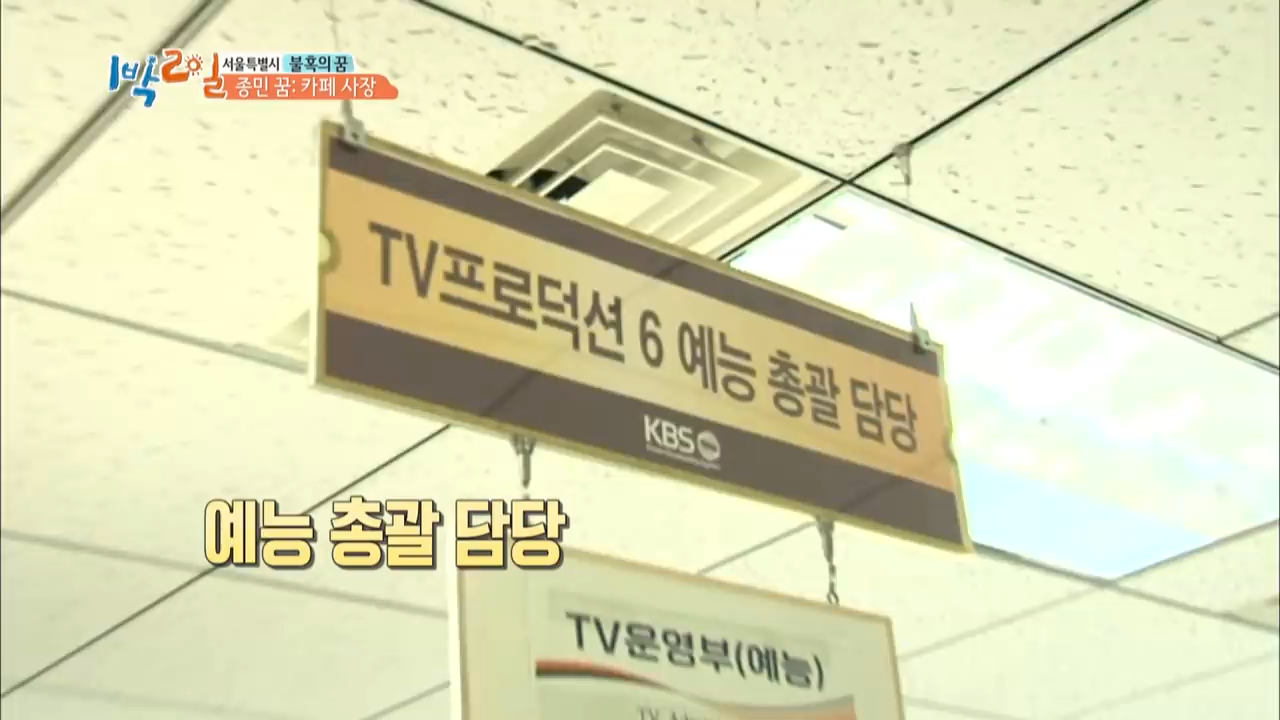 1박2일
서울특별시 불혹의 꿈
종민 꿈: 카페 사장
TV프로덕션 6 예능 총괄 담당
KBS
예능 총괄 담당
TV운영부(예능)